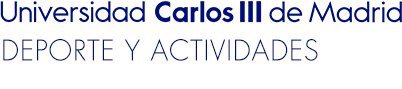 Universidad Carlos III de Madrid
DEPORTE Y ACTIVIDADES